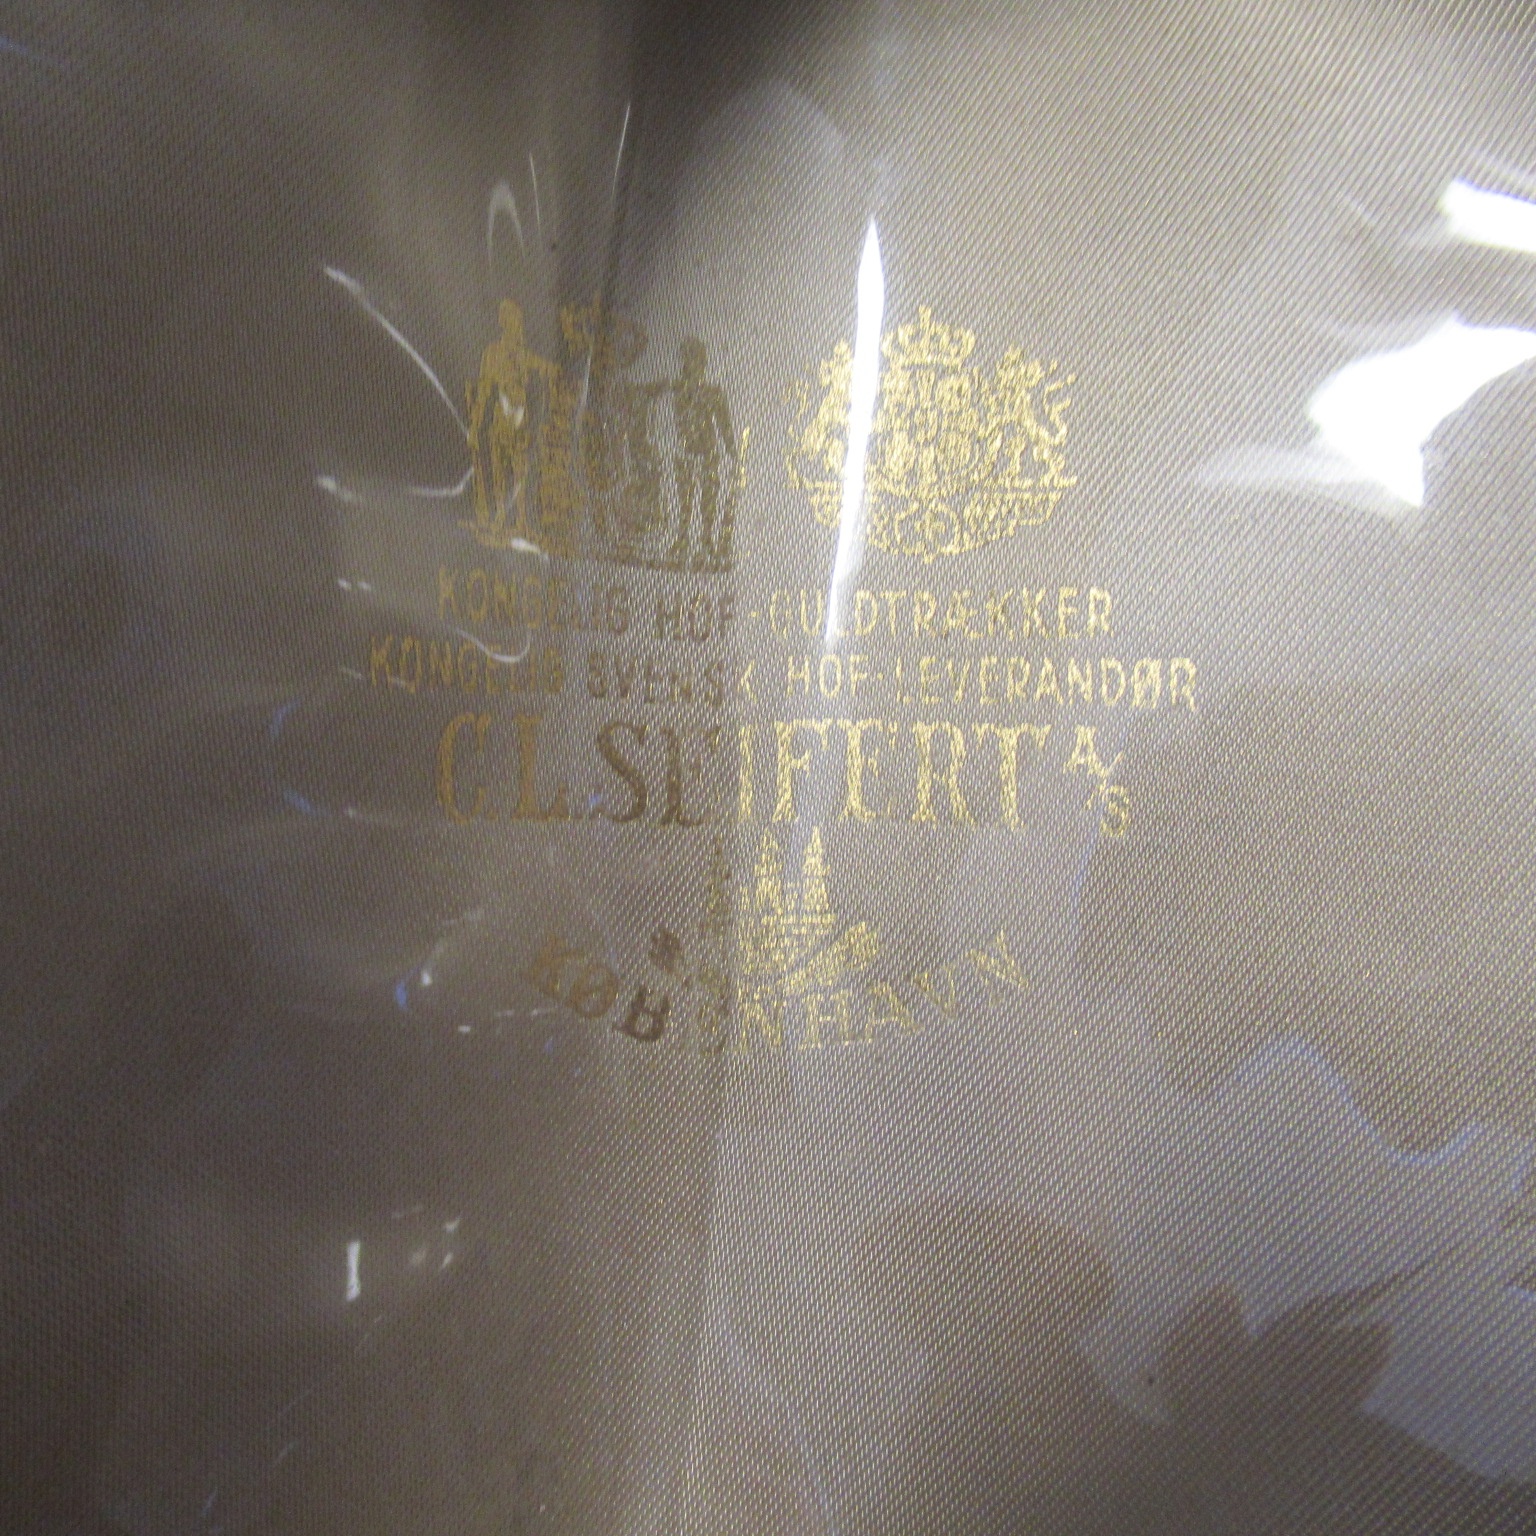 KONGELIG HOF-GULDTRÆKKER
KONGELIG SVENSK HOF-LEVERANDØR
C.L. SEIFERT A/S
KØBENHAVN